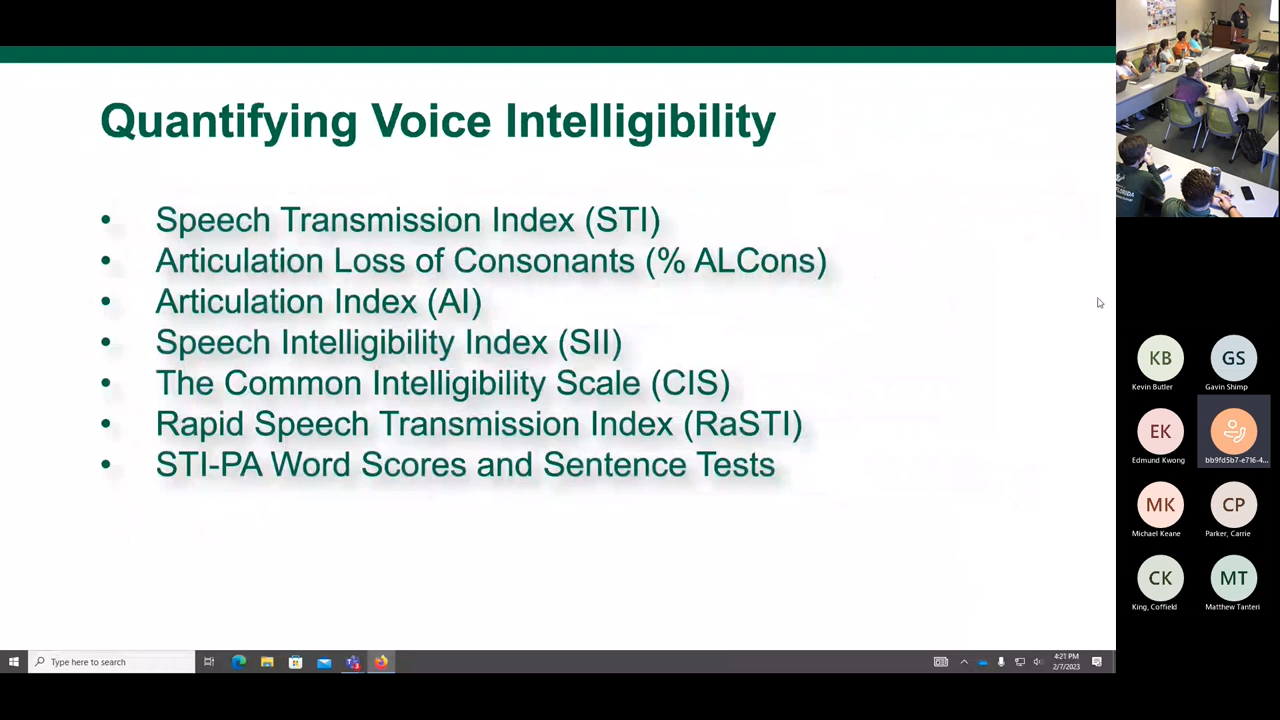 Quantifying Voice Intelligibility
• Speech Transmission Index (STI)
• Articulation Loss of Consonants (% ALCons)
• Articulation Index (AI)
• Speech Intelligibility Index (SII)
• The Common Intelligibility Scale (CIS)
• Rapid Speech Transmission Index (RaSTI)
• STI-PA Word Scores and Sentence Tests
KB
GS
Kevin Butler
Gavin Shimp
EK
Edmund Kwong
bb9fd5b7-e716-4...
MK
CP
Michael Keane
Parker, Carrie
CK
MT
King, Coffield
Matthew Tanteri
Type here to search
4:21 PM
2/7/2023